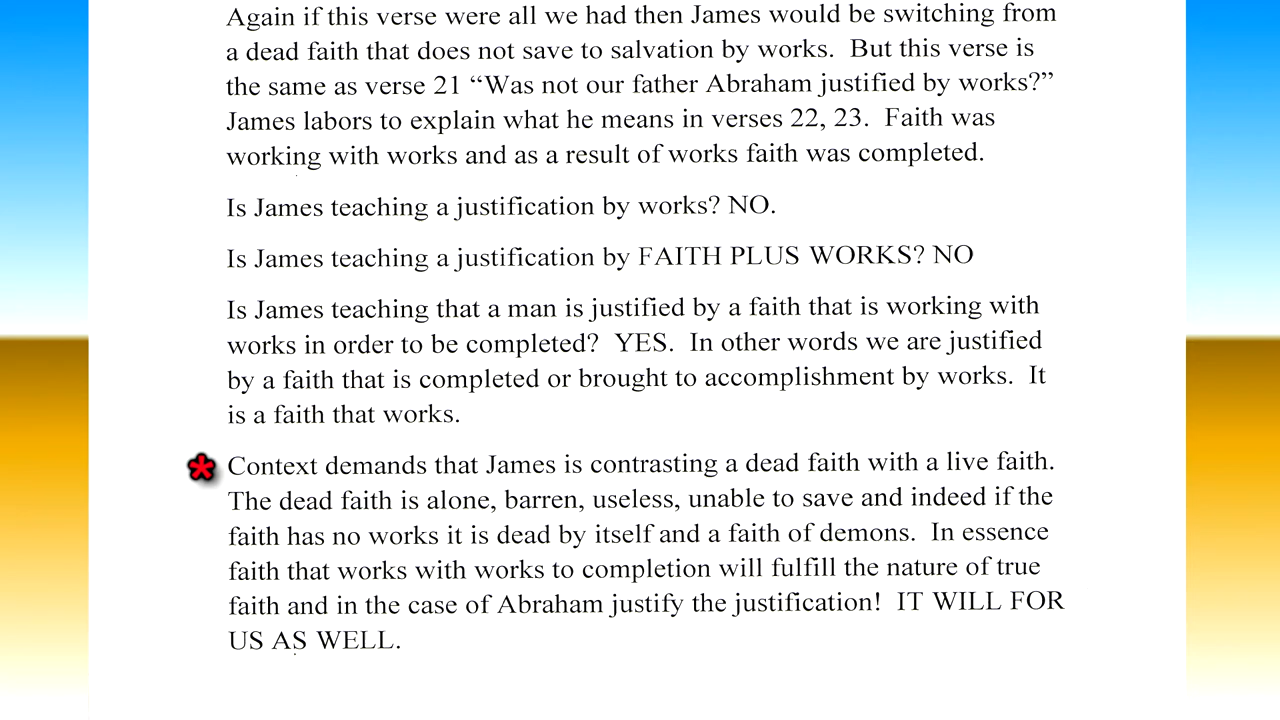 Again if this verse were all we had then James would be switching from
a dead faith that does not save to salvation by works.  But this verse is
the same as verse 21 “Was not our father Abraham justified by works?”
James labors to explain what he means in verses 22, 23.  Faith was
working with works and as a result of works faith was completed.
Is James teaching a justification by works? NO.
Is James teaching a justification by FAITH PLUS WORKS? NO
Is James teaching that a man is justified by a faith that is working with
works in order to be completed?  YES.  In other words we are justified
by a faith that is completed or brought to accomplishment by works.  It
is a faith that works.
* Context demands that James is contrasting a dead faith with a live faith.
The dead faith is alone, barren, useless, unable to save and indeed if the
faith has no works it is dead by itself and a faith of demons.  In essence
faith that works with works to completion will fulfill the nature of true
faith and in the case of Abraham justify the justification!  IT WILL FOR
US AS WELL.